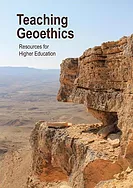 Teaching
Geoethics
Resources for
Higher Education